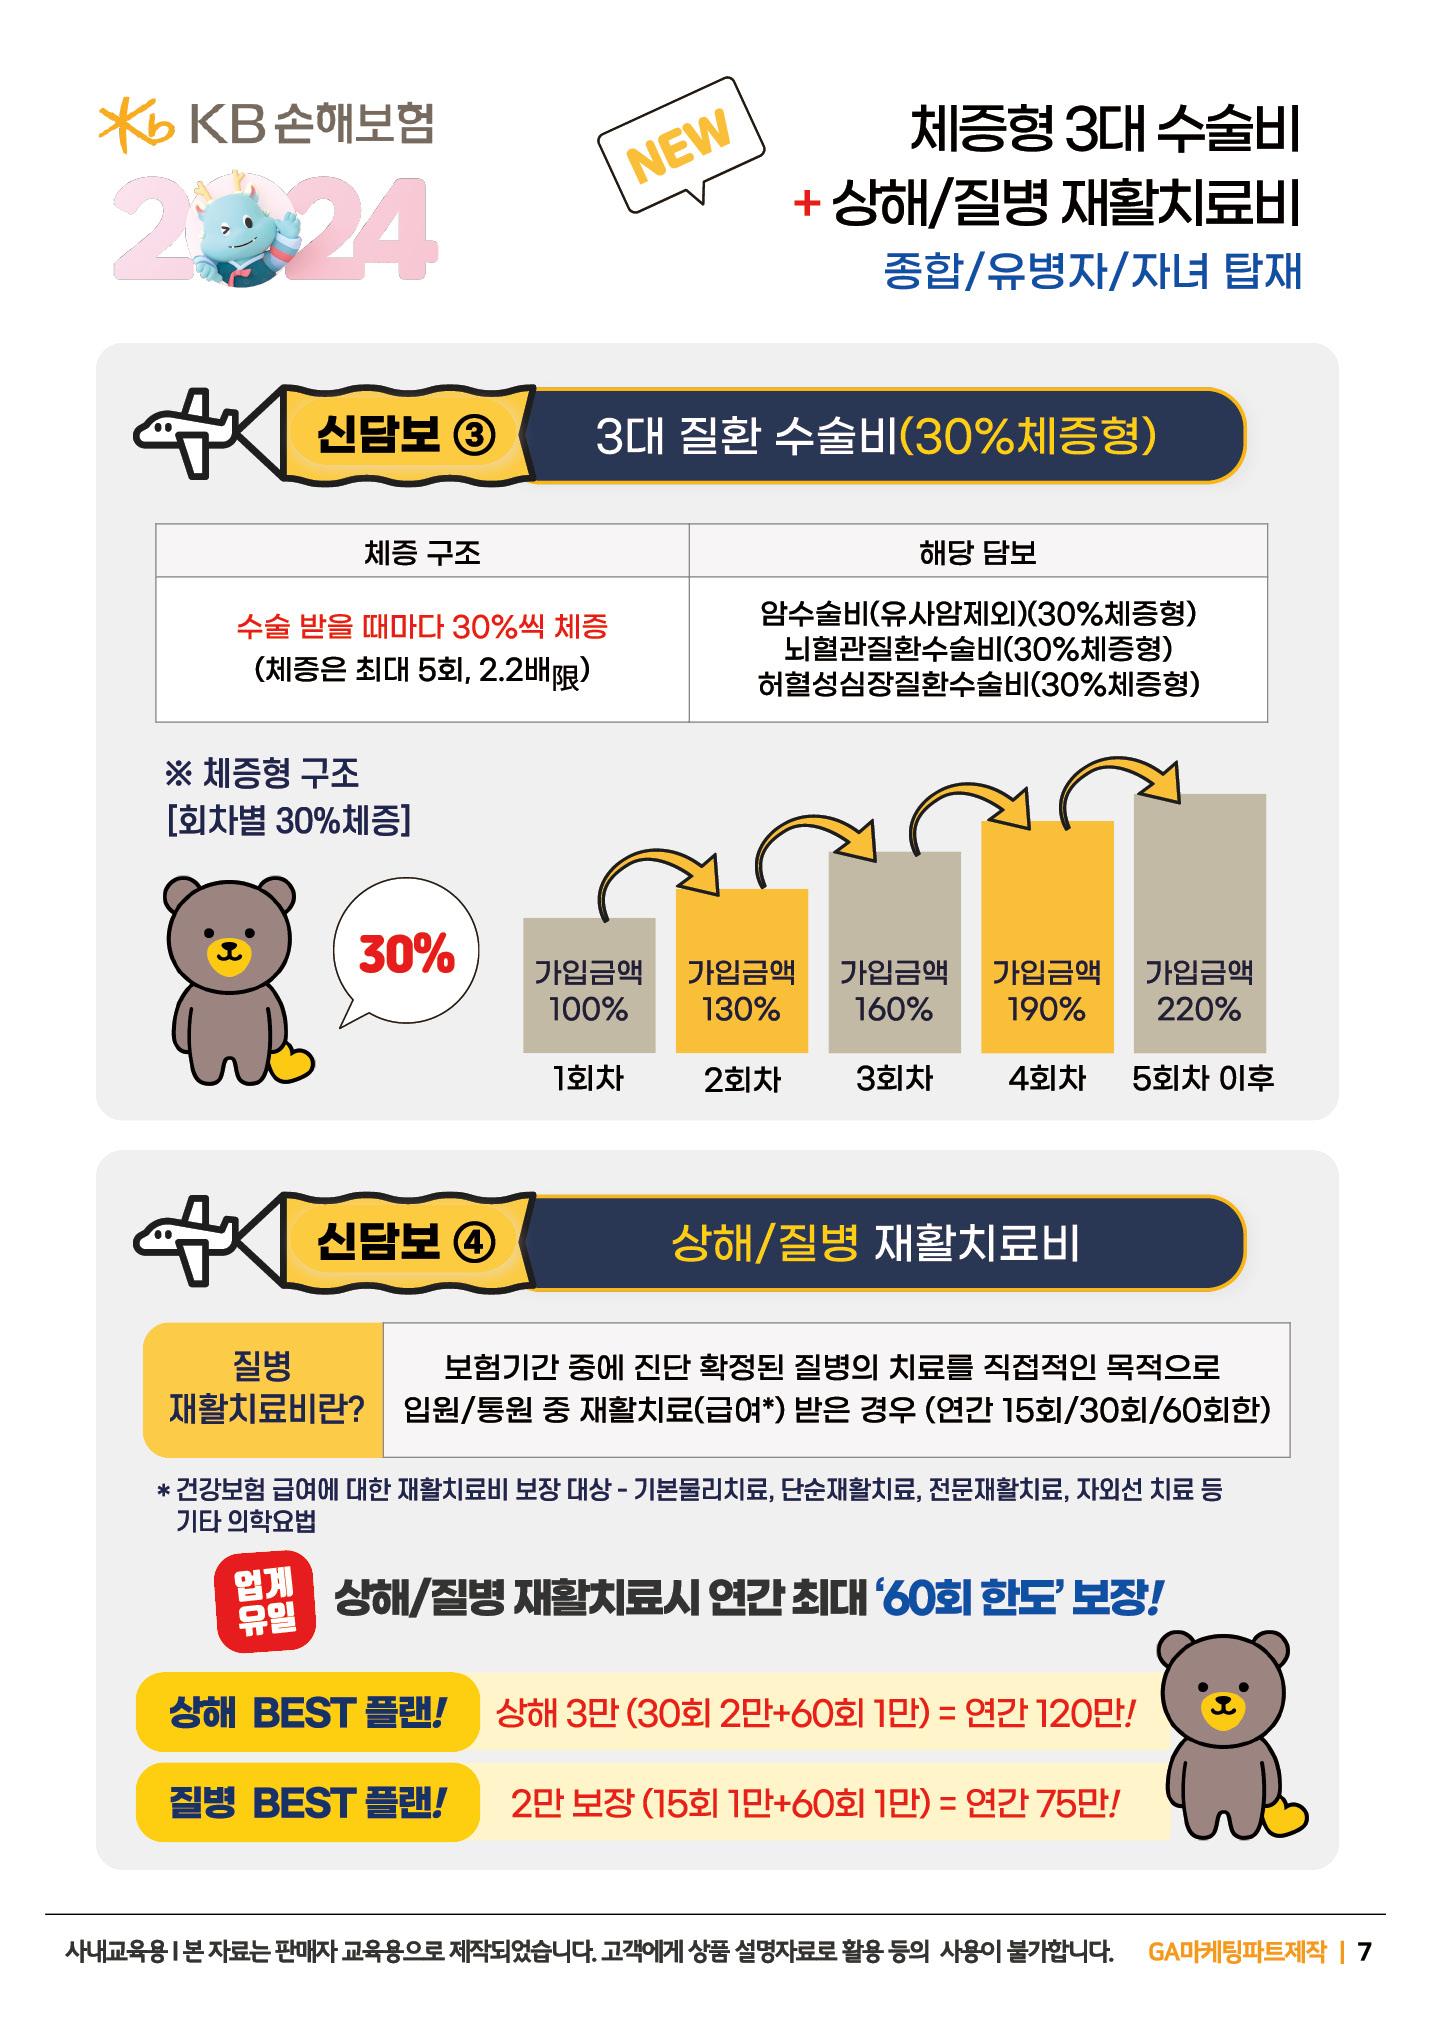 KB 손해보험
2024
NEW
체증형 3대 수술비
+ 상해/질병 재활치료비
종합/유병자/자녀 탑재
신담보 ③
3대 질환 수술비(30%체증형)
체증 구조
해당 담보
수술 받을 때마다 30%씩 체증
(체증은 최대 5회, 2.2배限)
암수술비(유사암제외)(30%체증형)
뇌혈관질환수술비(30%체증형)
허혈성심장질환수술비(30%체증형)
※ 체증형 구조
[회차별 30%체증]
30%
가입금액
100%
1회차
가입금액
130%
2회차
가입금액
160%
3회차
가입금액
190%
4회차
가입금액
220%
5회차 이후
신담보 ④
상해/질병 재활치료비
질병
재활치료비란?
보험기간 중에 진단 확정된 질병의 치료를 직접적인 목적으로
입원/통원 중 재활치료(급여*) 받은 경우 (연간 15회/30회/60회한)
* 건강보험 급여에 대한 재활치료비 보장 대상 - 기본물리치료, 단순재활치료, 전문재활치료, 자외선 치료 등
기타 의학요법
업계
유일
상해/질병 재활치료시 연간 최대 ‘60회 한도’ 보장!
상해 BEST 플랜!
상해 3만 (30회 2만+60회 1만) = 연간 120만!
질병 BEST 플랜!
2만 보장 (15회 1만+60회 1만) = 연간 75만!
사내교육용 I 본 자료는 판매자 교육용으로 제작되었습니다. 고객에게 상품 설명자료로 활용 등의 사용이 불가합니다.
GA마케팅파트제작 | 7